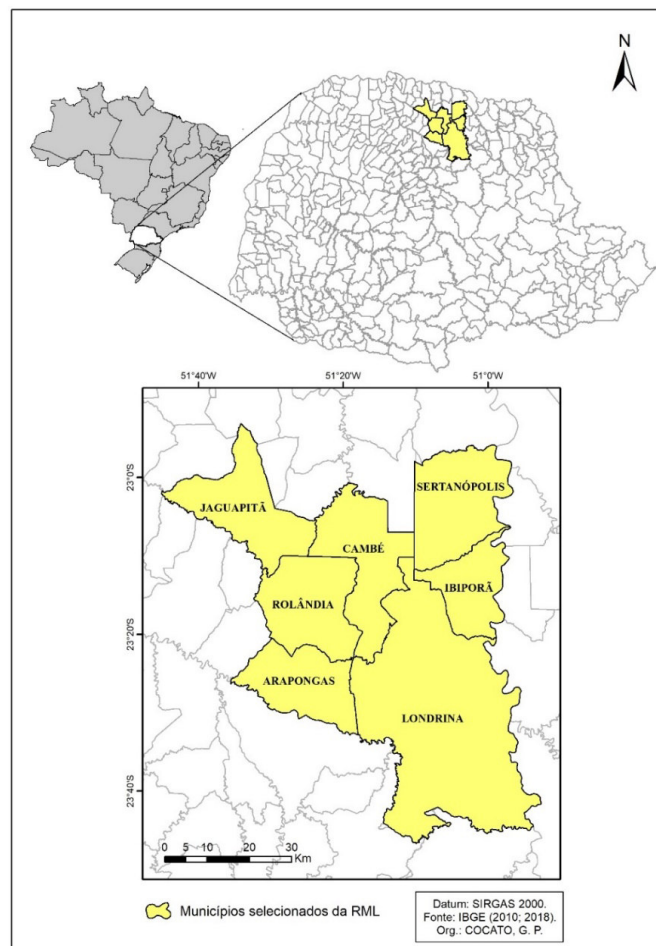 N
51°40'W
51°20'W
51°0'W
23°0'S
SERTANÓPOLIS
JAGUAPITÃ
CAMBÉ
IBIPORÃ
ROLÂNDIA
23°20'S
ARAPONGAS
LONDRINA
23°40'S
0 5 10 20 30
Km
Municípios selecionados da RML
Datum: SIRGAS 2000.
Fonte: IBGE (2010; 2018).
Org.: COCATO, G. P.